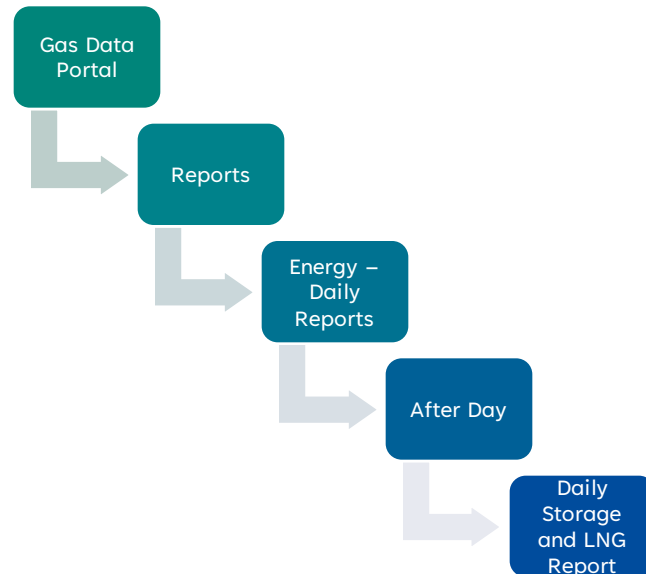 Gas Data
Portal
Reports
Energy –
Daily
Reports
After Day
Daily
Storage
and LNG
Report